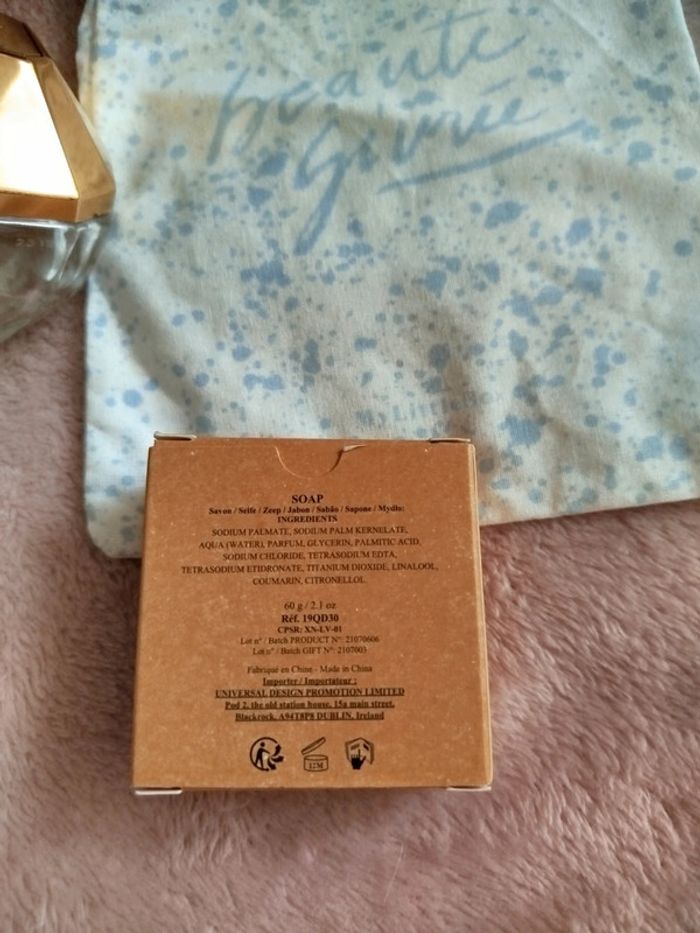 beauté
givrée
My Little Box
SOAP
Savon / Seife / Zeep / Jabon / Sabão / Sapone / Mydło:
INGREDIENTS
SODIUM PALMATE, SODIUM PALM KERNELATE,
AQUA (WATER), PARFUM, GLYCERIN, PALMITIC ACID,
SODIUM CHLORIDE, TETRASODIUM EDTA,
TETRASODIUM ETIDRONATE, TITANIUM DIOXIDE, LINALOOL,
COUMARIN, CITRONELLOL.
60 g / 2.1 oz
Réf. 19QD30
CPSR: XN-LV-01
Lot n° / Batch PRODUCT N°: 21070606
Lot n° / Batch GIFT N°: 2107003
Fabriqué en Chine - Made in China
Importer / Importateur :
UNIVERSAL DESIGN PROMOTION LIMITED
Pod 2, the old station house, 15a main street,
Blackrock, A94T8P8 DUBLIN, Ireland
12M